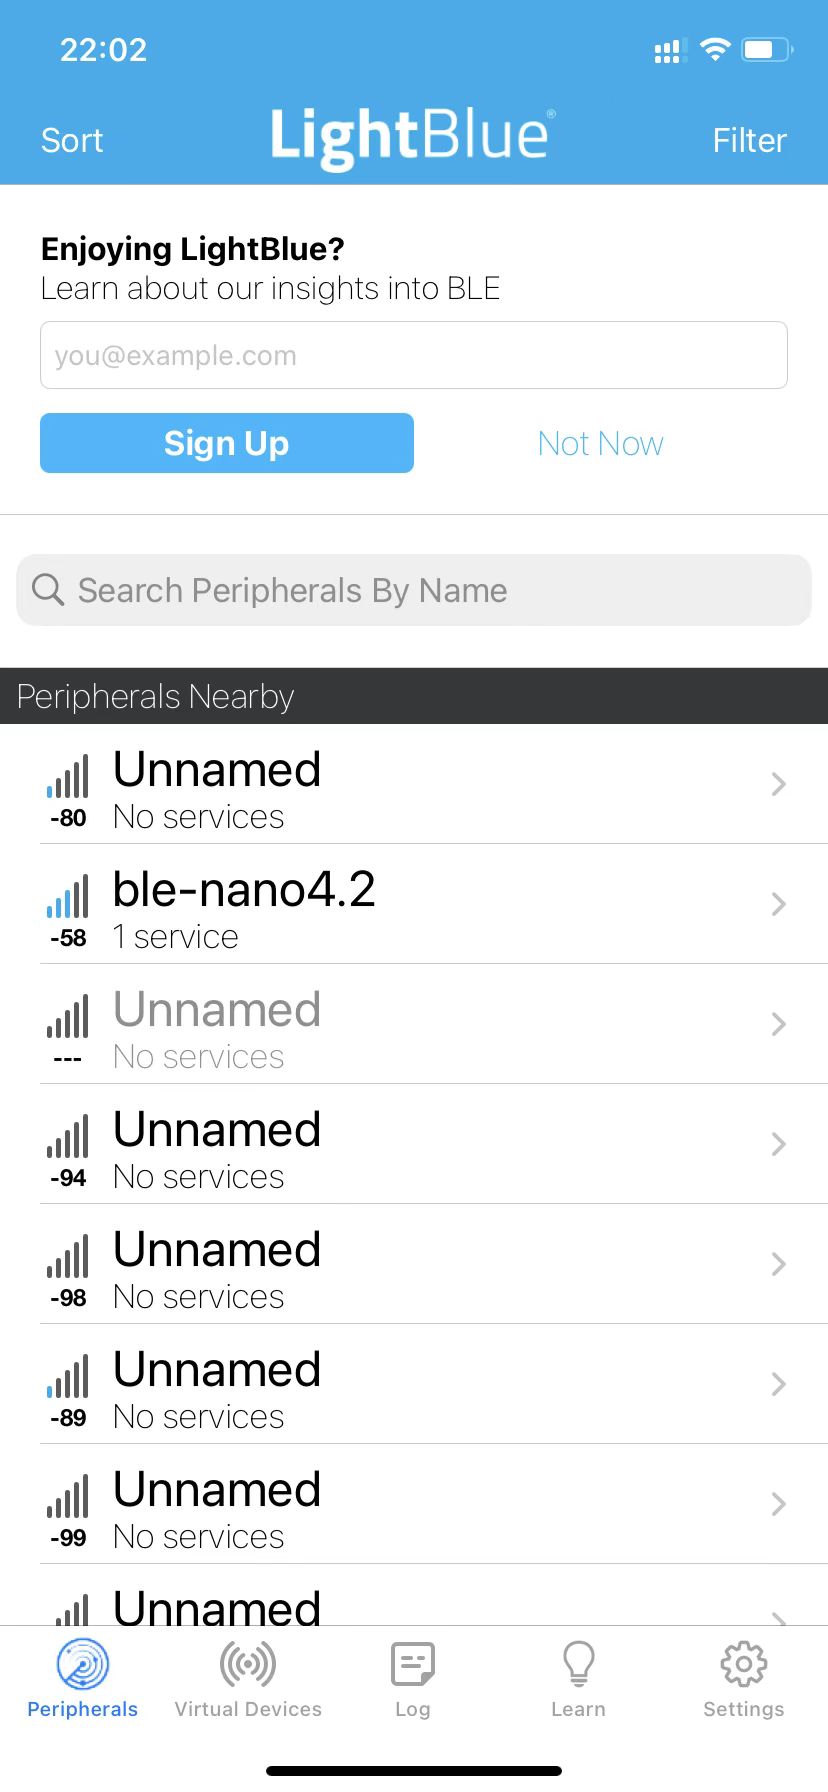 22:02
Sort
LightBlue®
Filter
Enjoying LightBlue?
Learn about our insights into BLE
you@example.com
Sign Up
Not Now
Search Peripherals By Name
Peripherals Nearby
Unnamed
-80
No services
ble-nano4.2
-58
1 service
Unnamed
---
No services
Unnamed
-94
No services
Unnamed
-98
No services
Unnamed
-89
No services
Unnamed
-99
No services
Unnamed
Peripherals
Virtual Devices
Log
Learn
Settings